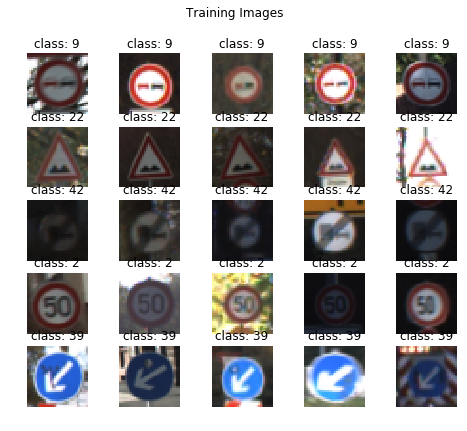 Training Images
class: 9 class: 9 class: 9 class: 9 class: 9
class: 22 class: 22 class: 22 class: 22 class: 22
class: 42 class: 42 class: 42 class: 42 class: 42
class: 2 class: 2 class: 2 class: 2 class: 2
50 50 50 50 50
class: 39 class: 39 class: 39 class: 39 class: 39